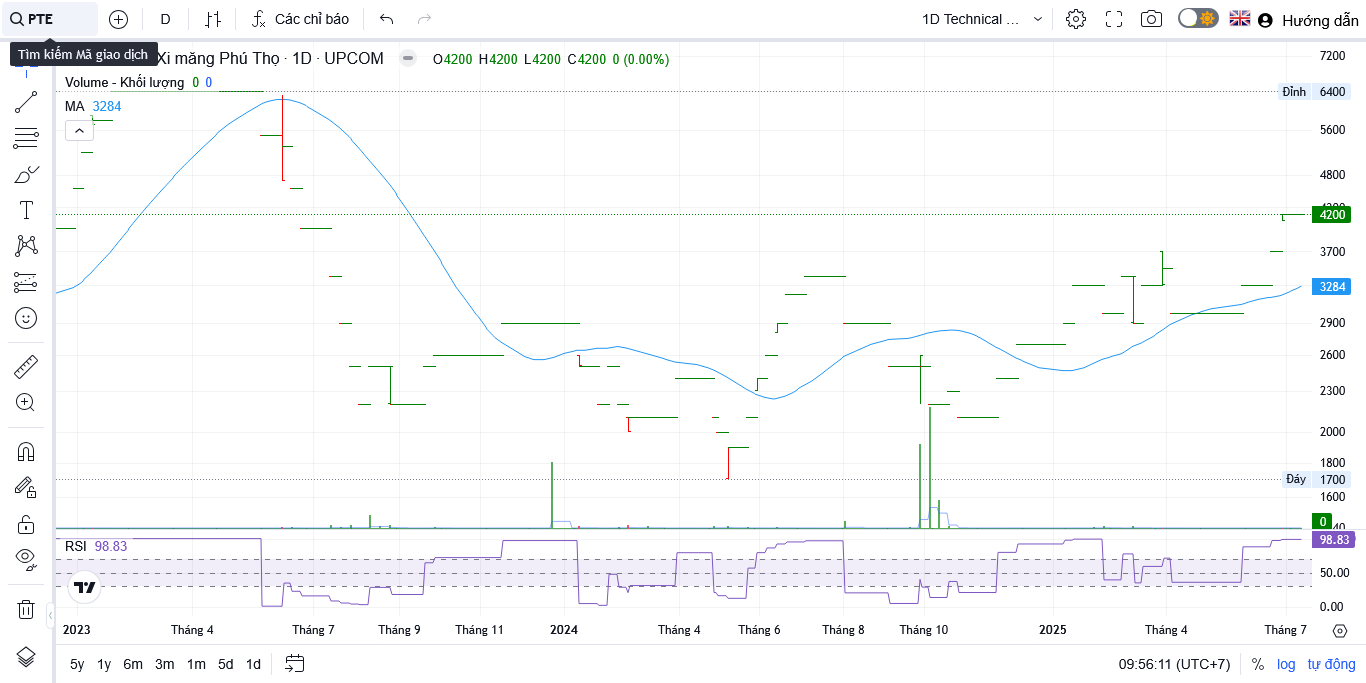 PTE D Các chỉ báo 1D Technical ... Hướng dẫn
Tìm kiếm Mã giao dịch Xi măng Phú Thọ · 1D · UPCOM O4200 H4200 L4200 C4200 0 (0.00%)
Volume - Khối lượng 0 0
MA 3284
7200
Đỉnh 6400
5600
4800
4200
3700
3284
2900
2600
2300
2000
1800
Đáy 1700
1600
0
RSI 98.83
98.83
50.00
0.00
2023 Tháng 4 Tháng 7 Tháng 9 Tháng 11 2024 Tháng 4 Tháng 6 Tháng 8 Tháng 10 2025 Tháng 4 Tháng 7
5y 1y 6m 3m 1m 5d 1d 09:56:11 (UTC+7) % log tự động